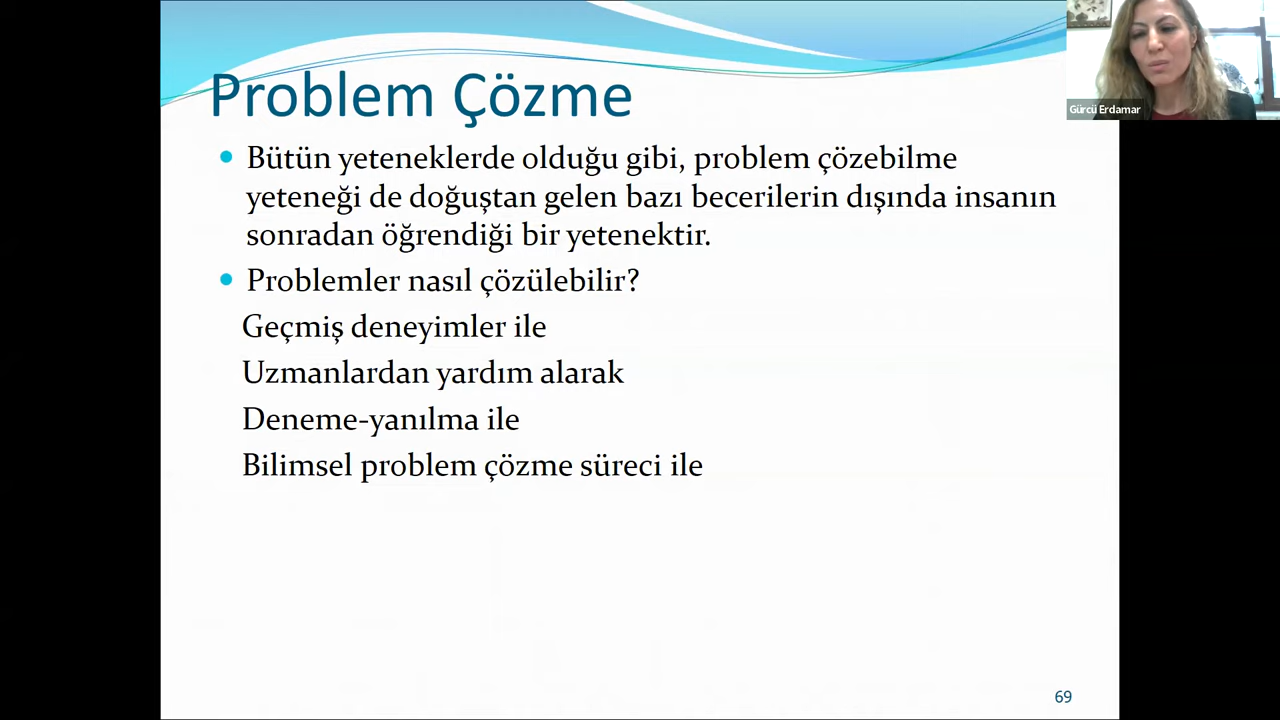 Problem Çözme
Bütün yeteneklerde olduğu gibi, problem çözebilme
yeteneği de doğuştan gelen bazı becerilerin dışında insanın
sonradan öğrendiği bir yetenektir.
Problemler nasıl çözülebilir?
Geçmiş deneyimler ile
Uzmanlardan yardım alarak
Deneme-yanılma ile
Bilimsel problem çözme süreci ile
69
Gürcü Erdamar